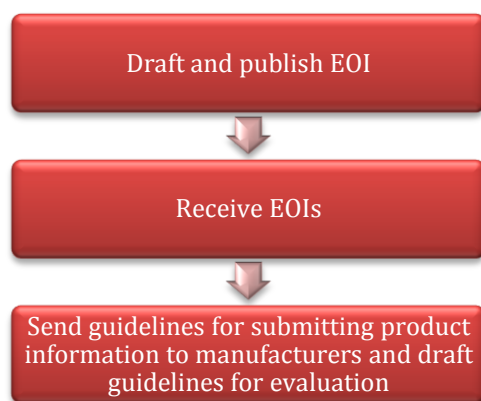 Draft and publish EOI
Receive EOIs
Send guidelines for submitting product
information to manufacturers and draft
guidelines for evaluation